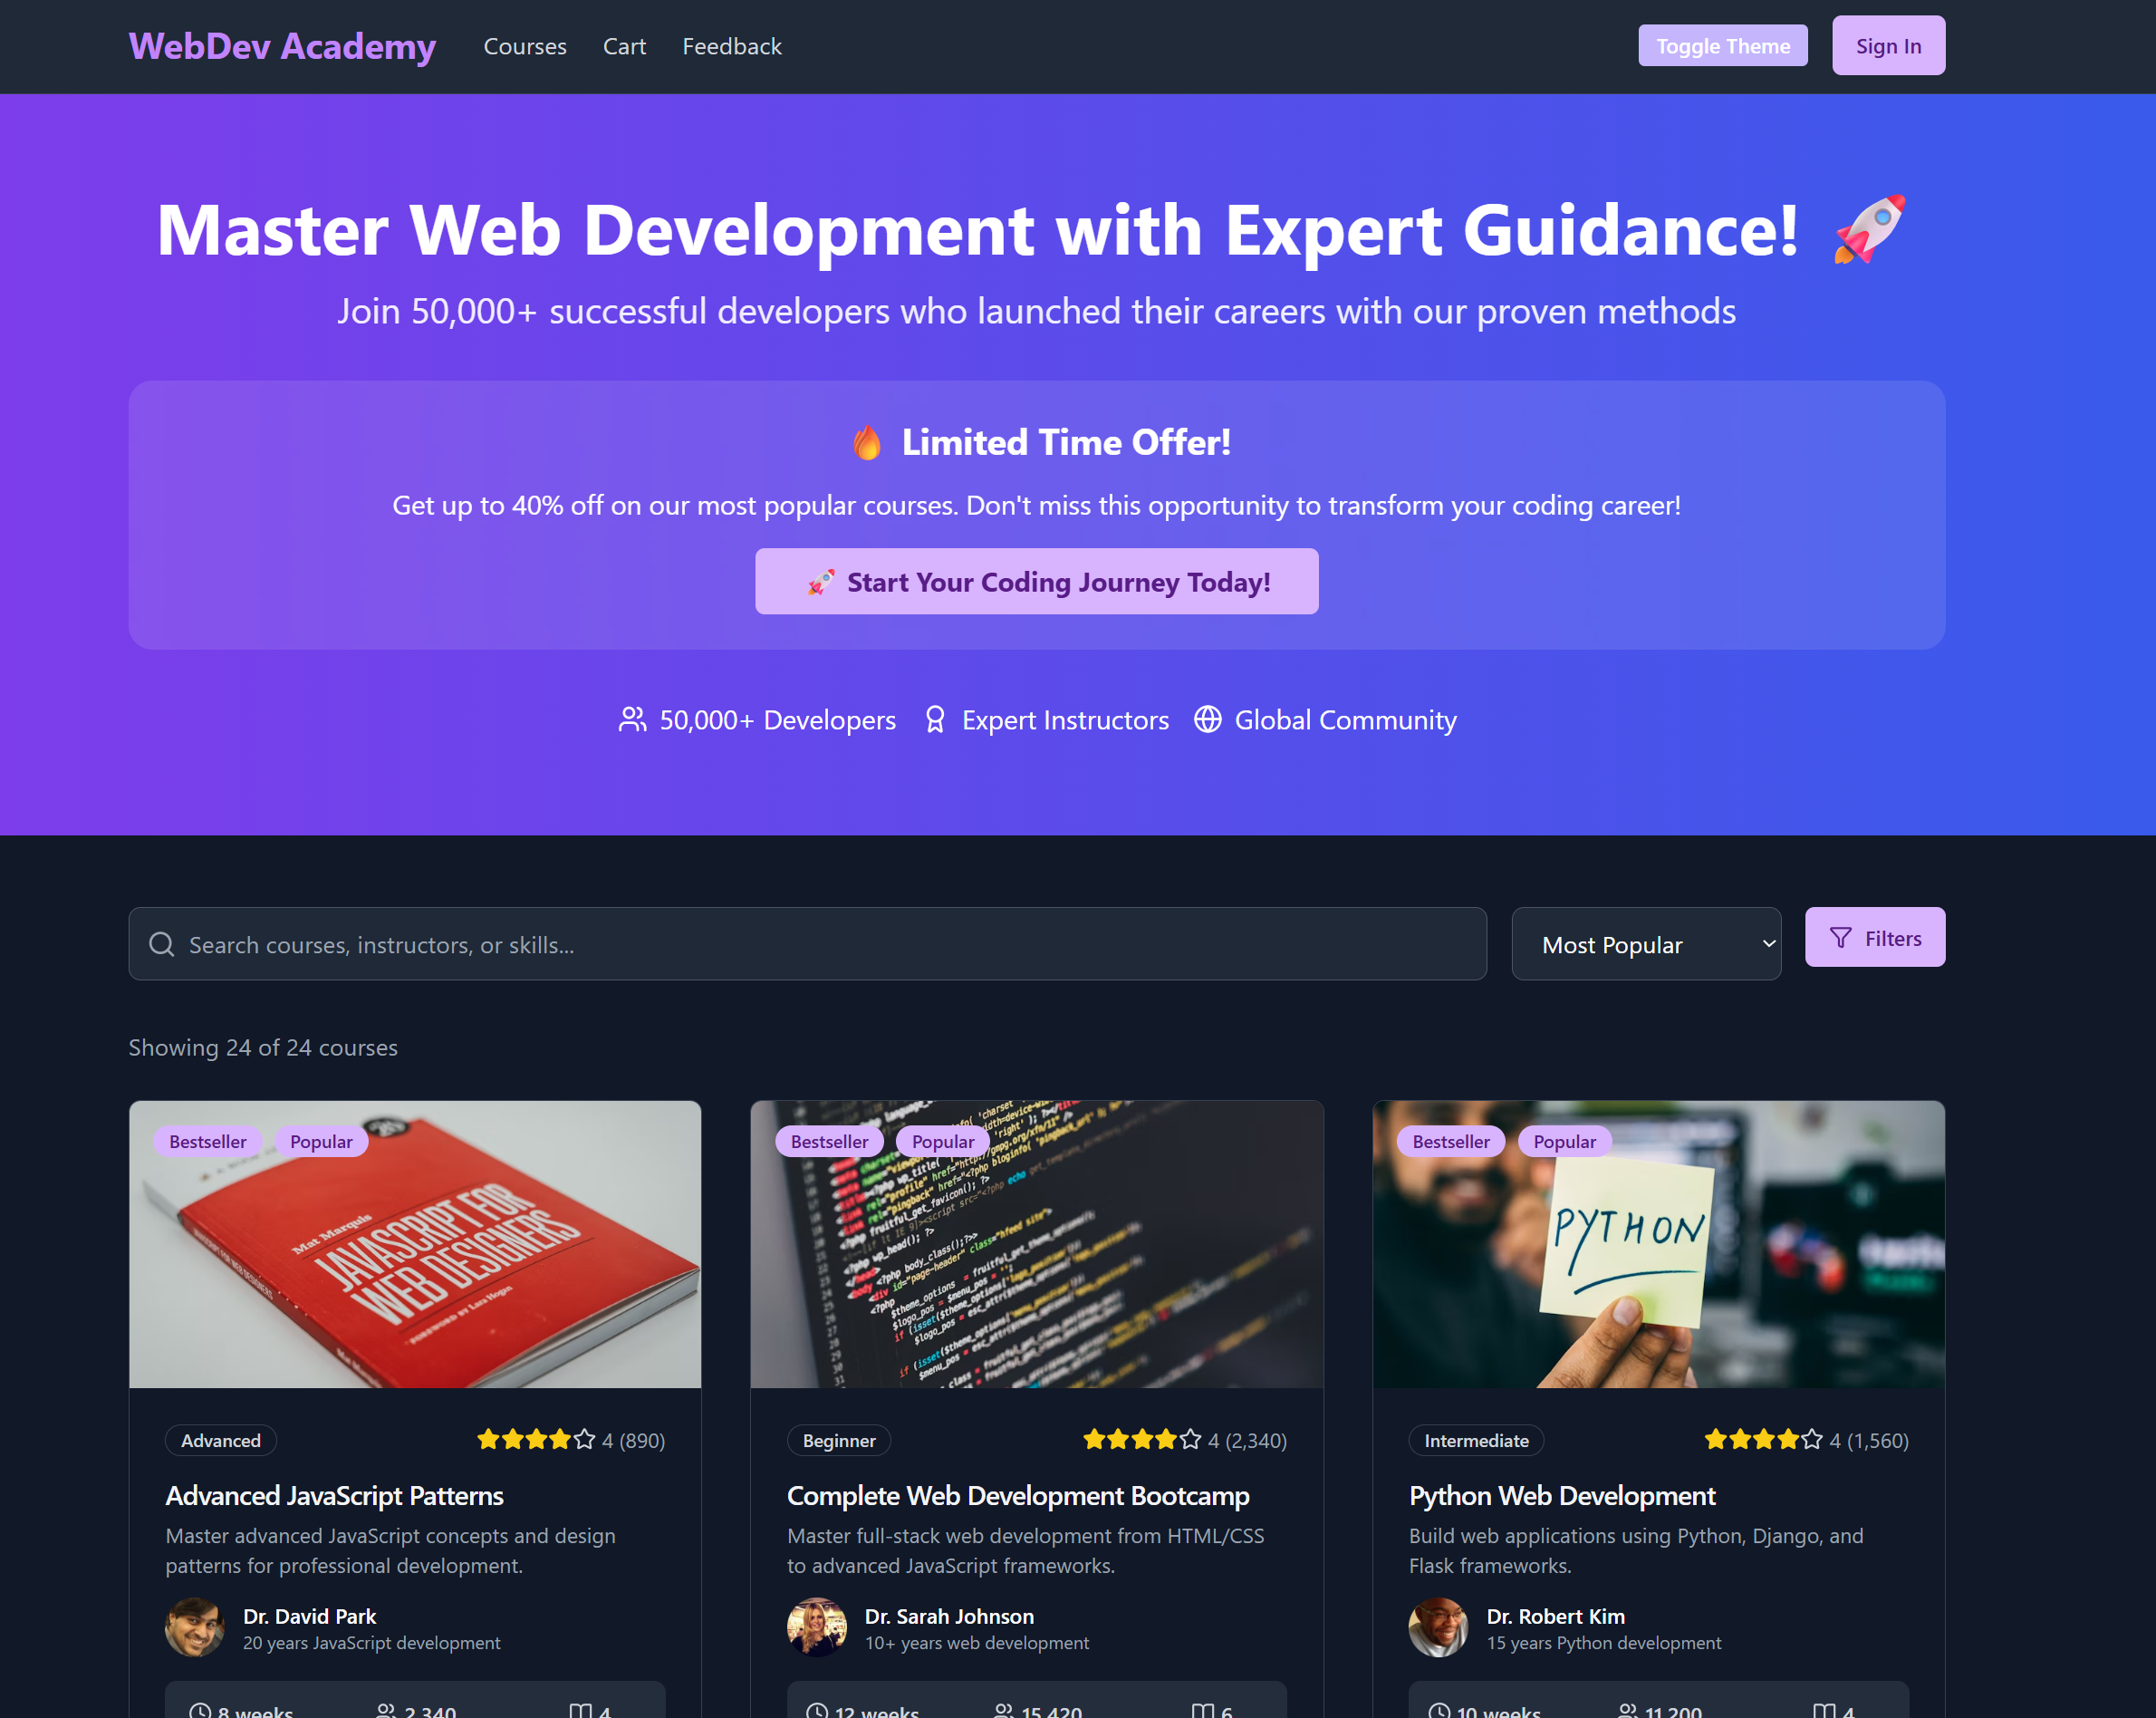 WebDev Academy
Courses
Cart
Feedback
Toggle Theme
Sign In
Master Web Development with Expert Guidance! 🚀
Join 50,000+ successful developers who launched their careers with our proven methods
🔥 Limited Time Offer!
Get up to 40% off on our most popular courses. Don't miss this opportunity to transform your coding career!
🚀 Start Your Coding Journey Today!
50,000+ Developers
Expert Instructors
Global Community
Search courses, instructors, or skills...
Most Popular
Filters
Showing 24 of 24 courses
Bestseller
Popular
Mat Marquis
JAVASCRIPT FOR
WEB DESIGNERS
FOREWORD BY Lara Hogan
Advanced
4 (890)
Advanced JavaScript Patterns
Master advanced JavaScript concepts and design
patterns for professional development.
Dr. David Park
20 years JavaScript development
8 weeks
2,340
4
Bestseller
Popular
Beginner
4 (2,340)
Complete Web Development Bootcamp
Master full-stack web development from HTML/CSS
to advanced JavaScript frameworks.
Dr. Sarah Johnson
10+ years web development
12 weeks
15,420
6
Bestseller
Popular
PYTHON
Intermediate
4 (1,560)
Python Web Development
Build web applications using Python, Django, and
Flask frameworks.
Dr. Robert Kim
15 years Python development
10 weeks
11,200
4